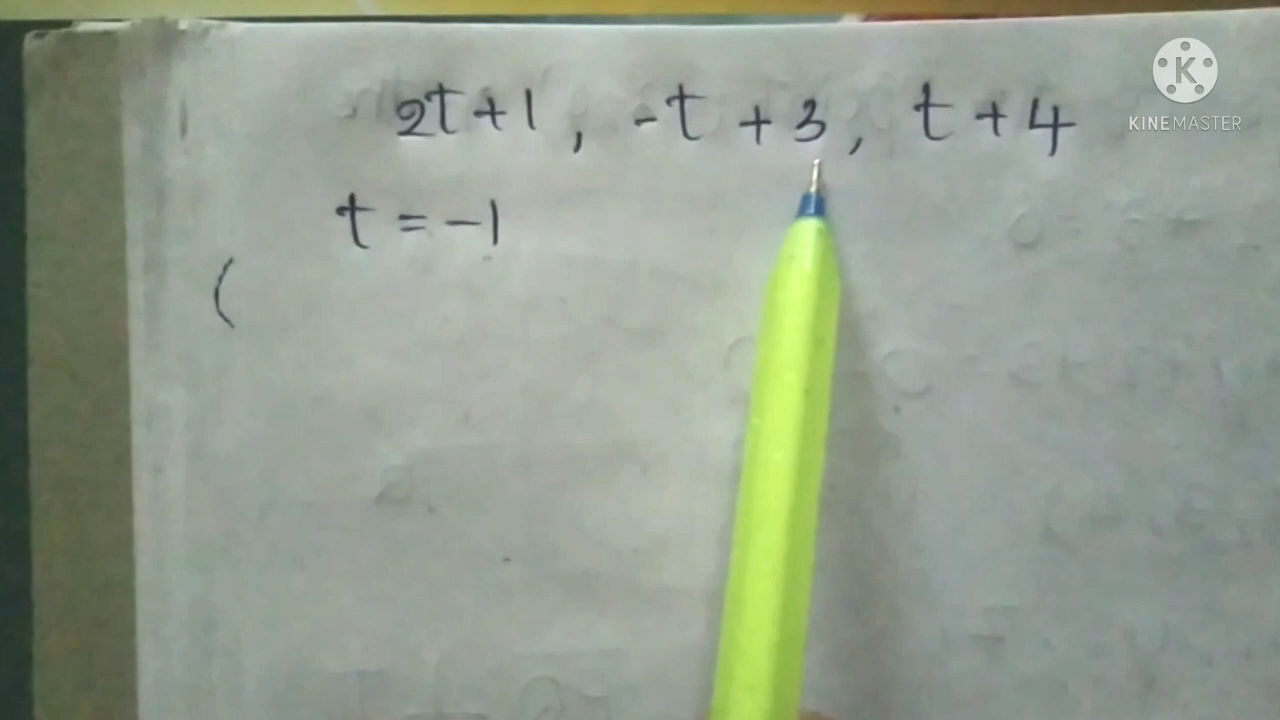 2t+1, -t + 3, t + 4
K
KINEMASTER
t = -1
(